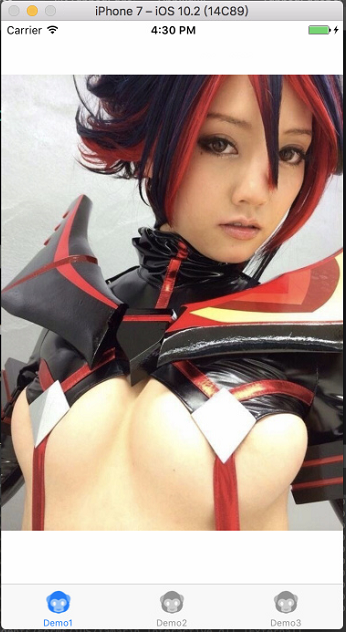 iPhone 7 – iOS 10.2 (14C89)
Carrier 4:30 PM
Demo1 Demo2 Demo3